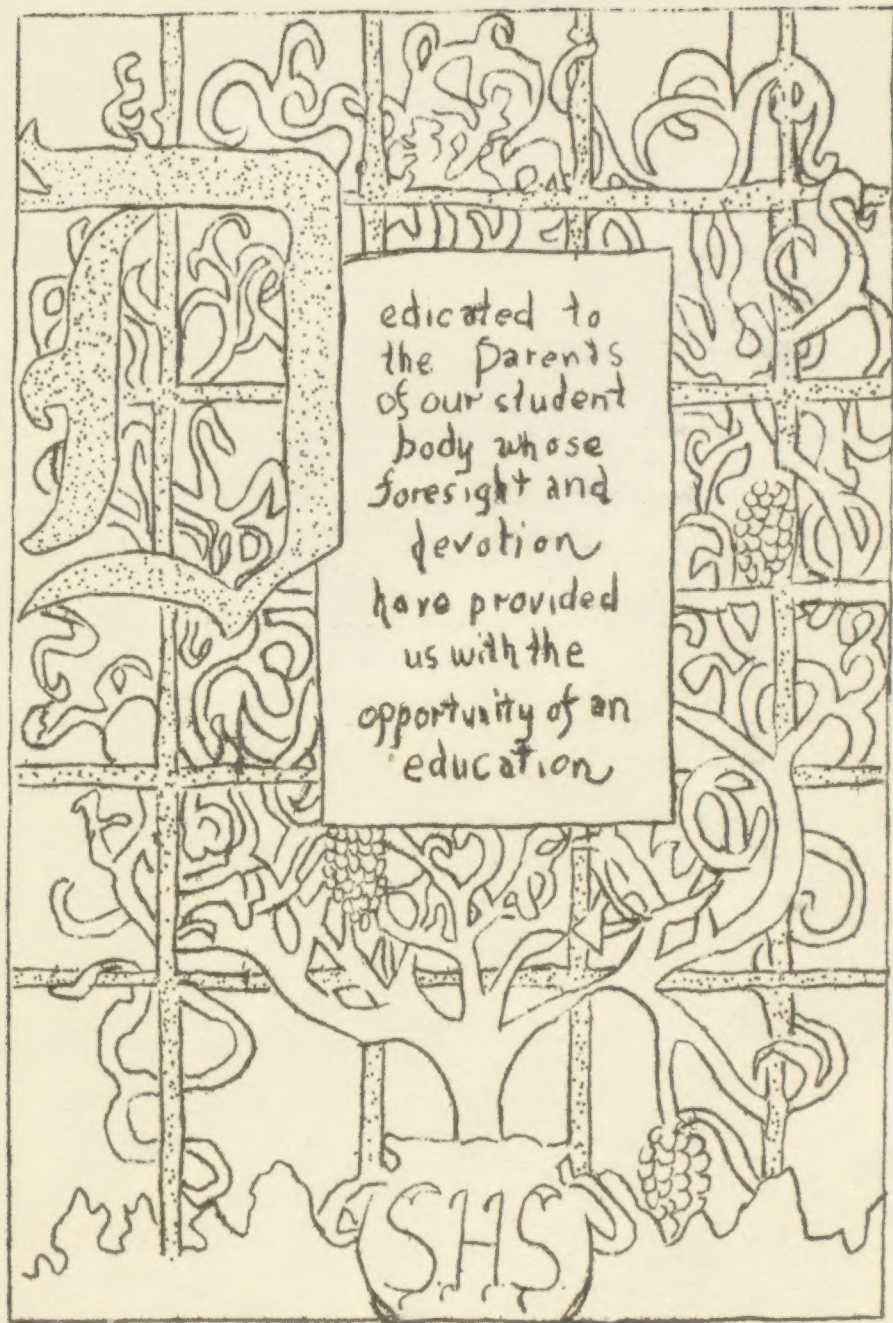 Dedicated to
the Parents
of our student
body whose
foresight and
devotion
have provided
us with the
opportunity of an
education
SHS